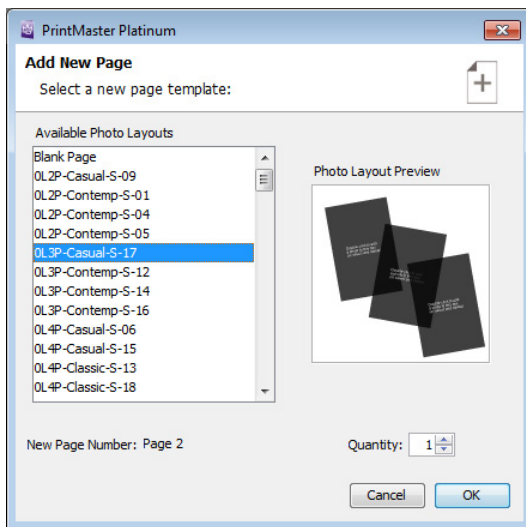 PrintMaster Platinum
Add New Page
Select a new page template:
Available Photo Layouts
Blank Page
0L2P-Casual-S-09
0L2P-Contemp-S-01
0L2P-Contemp-S-04
0L2P-Contemp-S-05
0L3P-Casual-S-17
0L3P-Contemp-S-12
0L3P-Contemp-S-14
0L3P-Contemp-S-16
0L4P-Casual-S-06
0L4P-Casual-S-15
0L4P-Classic-S-13
0L4P-Classic-S-18
Photo Layout Preview
New Page Number: Page 2
Quantity: 1
Cancel
OK